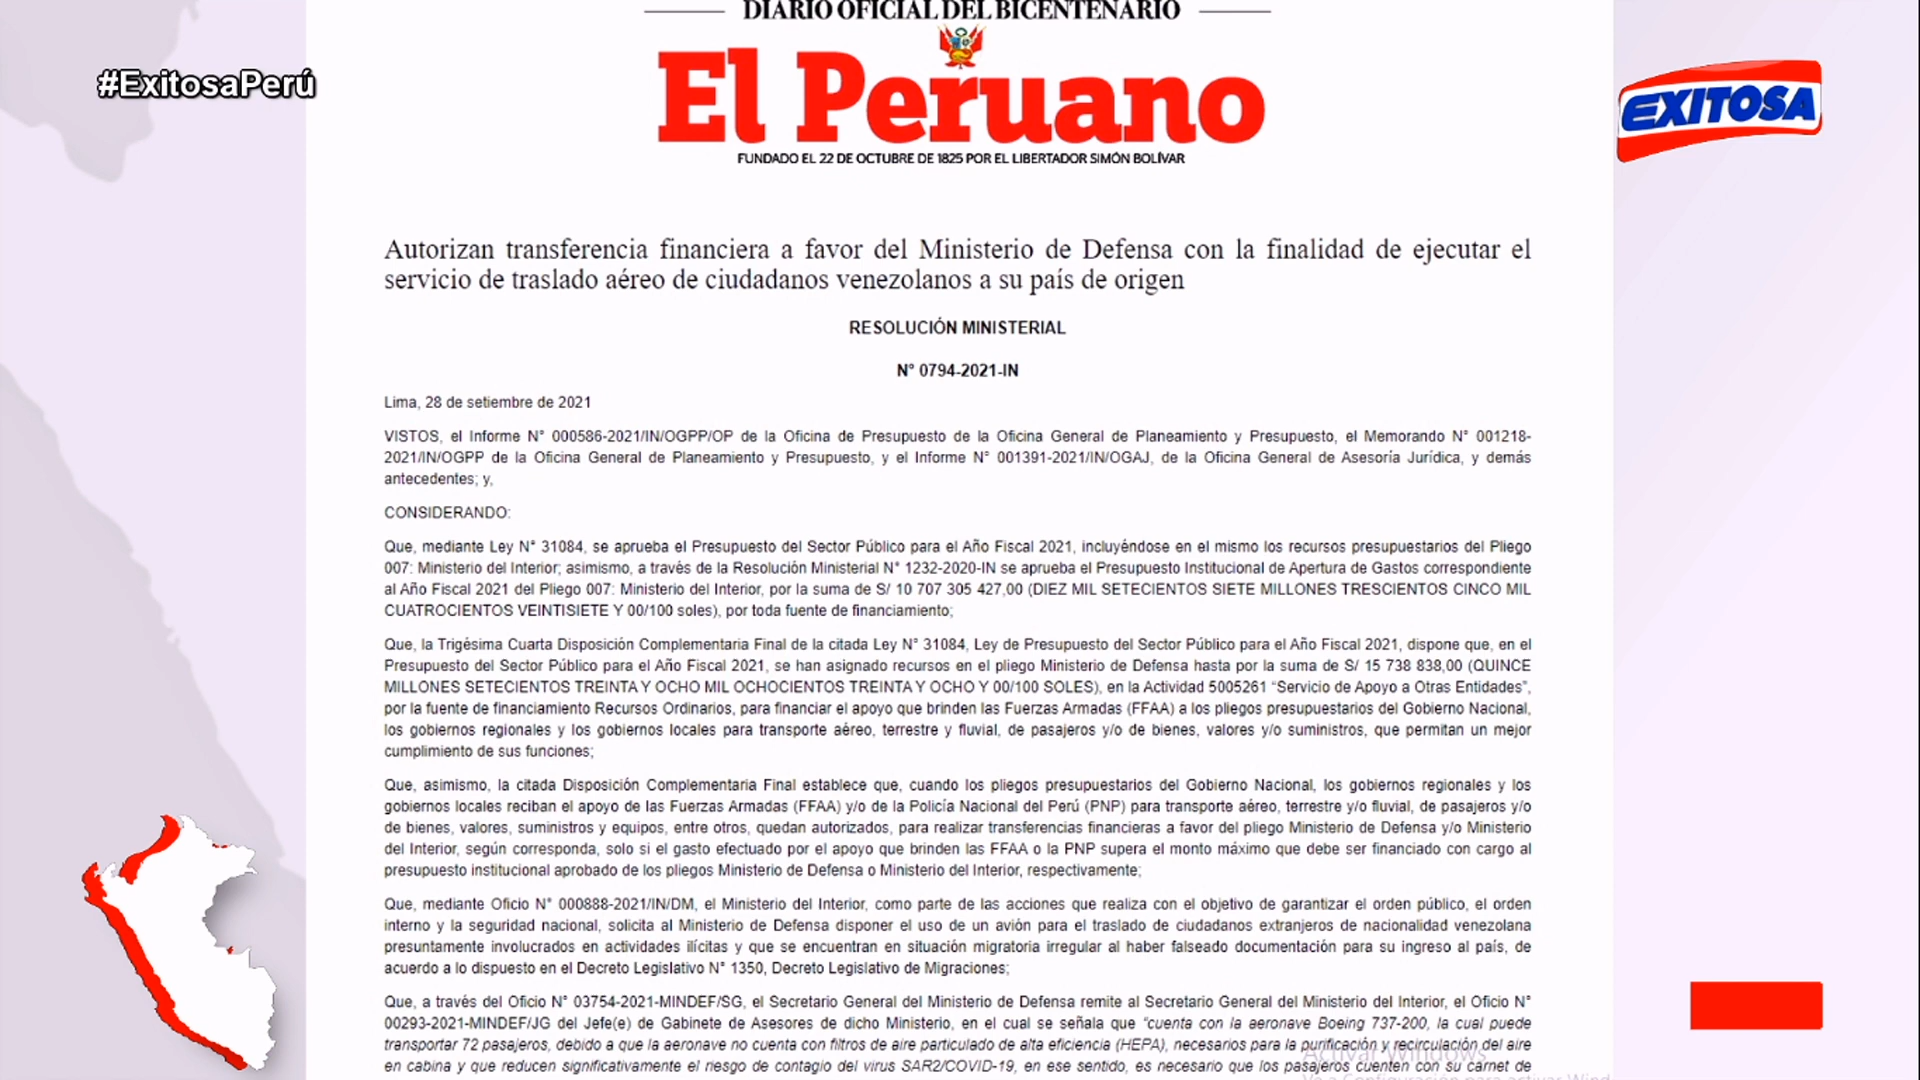 DIARIO OFICIAL DEL BICENTENARIO
#ExitosaPerú
El Peruano
EXITOSA
FUNDADO EL 22 DE OCTUBRE DE 1825 POR EL LIBERTADOR SIMÓN BOLÍVAR
Autorizan transferencia financiera a favor del Ministerio de Defensa con la finalidad de ejecutar el
servicio de traslado aéreo de ciudadanos venezolanos a su país de origen
RESOLUCIÓN MINISTERIAL
N° 0794-2021-IN
Lima, 28 de setiembre de 2021
VISTOS, el Informe N° 000586-2021/IN/OGPP/OP de la Oficina de Presupuesto de la Oficina General de Planeamiento y Presupuesto, el Memorando N° 001218-
2021/IN/OGPP de la Oficina General de Planeamiento y Presupuesto, y el Informe N° 001391-2021/IN/OGAJ, de la Oficina General de Asesoría Jurídica, y demás
antecedentes; y,
CONSIDERANDO:
Que, mediante Ley N° 31084, se aprueba el Presupuesto del Sector Público para el Año Fiscal 2021, incluyéndose en el mismo los recursos presupuestarios del Pliego
007: Ministerio del Interior; asimismo, a través de la Resolución Ministerial N° 1232-2020-IN se aprueba el Presupuesto Institucional de Apertura de Gastos correspondiente
al Año Fiscal 2021 del Pliego 007: Ministerio del Interior, por la suma de S/ 10 707 305 427,00 (DIEZ MIL SETECIENTOS SIETE MILLONES TRESCIENTOS CINCO MIL
CUATROCIENTOS VEINTISIETE Y 00/100 soles), por toda fuente de financiamiento;
Que, la Trigésima Cuarta Disposición Complementaria Final de la citada Ley N° 31084, Ley de Presupuesto del Sector Público para el Año Fiscal 2021, dispone que, en el
Presupuesto del Sector Público para el Año Fiscal 2021, se han asignado recursos en el pliego Ministerio de Defensa hasta por la suma de S/ 15 738 838,00 (QUINCE
MILLONES SETECIENTOS TREINTA Y OCHO MIL OCHOCIENTOS TREINTA Y OCHO Y 00/100 SOLES), en la Actividad 5005261 “Servicio de Apoyo a Otras Entidades”,
por la fuente de financiamiento Recursos Ordinarios, para financiar el apoyo que brinden las Fuerzas Armadas (FFAA) a los pliegos presupuestarios del Gobierno Nacional,
los gobiernos regionales y los gobiernos locales para transporte aéreo, terrestre y fluvial, de pasajeros y/o de bienes, valores y/o suministros, que permitan un mejor
cumplimiento de sus funciones;
Que, asimismo, la citada Disposición Complementaria Final establece que, cuando los pliegos presupuestarios del Gobierno Nacional, los gobiernos regionales y los
gobiernos locales reciban el apoyo de las Fuerzas Armadas (FFAA) y/o de la Policía Nacional del Perú (PNP) para transporte aéreo, terrestre y/o fluvial, de pasajeros y/o
de bienes, valores, suministros y equipos, entre otros, quedan autorizados, para realizar transferencias financieras a favor del pliego Ministerio de Defensa y/o Ministerio
del Interior, según corresponda, solo si el gasto efectuado por el apoyo que brinden las FFAA o la PNP supera el monto máximo que debe ser financiado con cargo al
presupuesto institucional aprobado de los pliegos Ministerio de Defensa o Ministerio del Interior, respectivamente;
Que, mediante Oficio N° 000888-2021/IN/DM, el Ministerio del Interior, como parte de las acciones que realiza con el objetivo de garantizar el orden público, el orden
interno y la seguridad nacional, solicita al Ministerio de Defensa disponer el uso de un avión para el traslado de ciudadanos extranjeros de nacionalidad venezolana
presuntamente involucrados en actividades ilícitas y que se encuentran en situación migratoria irregular al haber falseado documentación para su ingreso al país, de
acuerdo a lo dispuesto en el Decreto Legislativo N° 1350, Decreto Legislativo de Migraciones;
Que, a través del Oficio N° 03754-2021-MINDEF/SG, el Secretario General del Ministerio de Defensa remite al Secretario General del Ministerio del Interior, el Oficio N°
00293-2021-MINDEF/JG del Jefe(e) de Gabinete de Asesores de dicho Ministerio, en el cual se señala que “cuenta con la aeronave Boeing 737-200, la cual puede
transportar 72 pasajeros, debido a que la aeronave no cuenta con filtros de aire particulado de alta eficiencia (HEPA), necesarios para la purificación y recirculación del aire
Activar Windows
en cabina y que reducen significativamente el riesgo de contagio del virus SAR2/COVID-19, en ese sentido, es necesario que los pasajeros cuenten con su carnet de